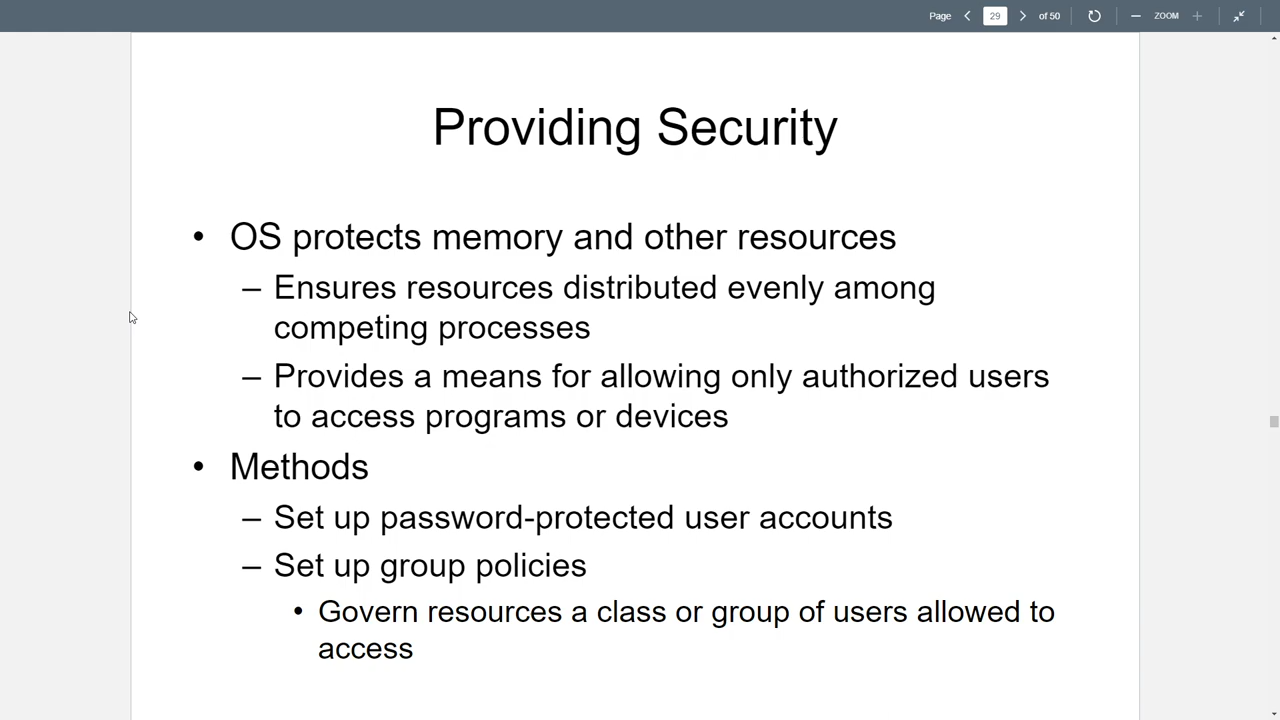 Page 29 of 50 ZOOM
Providing Security
• OS protects memory and other resources
– Ensures resources distributed evenly among
competing processes
– Provides a means for allowing only authorized users
to access programs or devices
• Methods
– Set up password-protected user accounts
– Set up group policies
• Govern resources a class or group of users allowed to
access